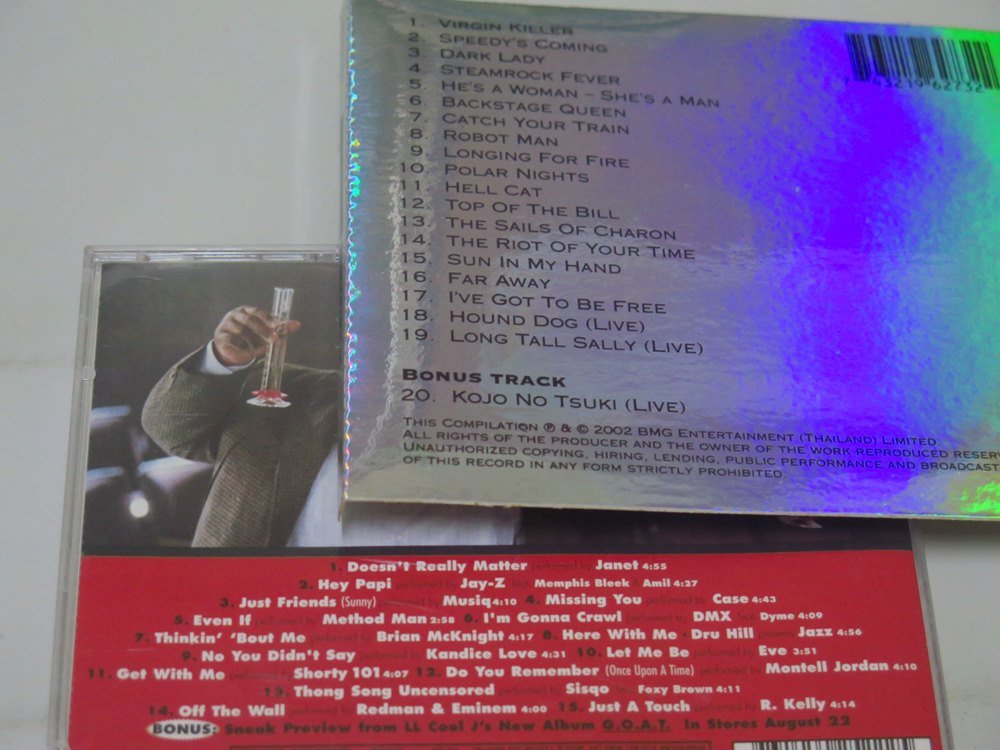 1. VIRGIN KILLER
2. SPEEDY'S COMING
3. DARK LADY
4. STEAMROCK FEVER
5. HE'S A WOMAN – SHE'S A MAN
6. BACKSTAGE QUEEN
7. CATCH YOUR TRAIN
8. ROBOT MAN
9. LONGING FOR FIRE
10. POLAR NIGHTS
11. HELL CAT
12. TOP OF THE BILL
13. THE SAILS OF CHARON
14. THE RIOT OF YOUR TIME
15. SUN IN MY HAND
16. FAR AWAY
17. I'VE GOT TO BE FREE
18. HOUND DOG (LIVE)
19. LONG TALL SALLY (LIVE)
BONUS TRACK
20. KOJO NO TSUKI (LIVE)
THIS COMPILATION ℗ & © 2002 BMG ENTERTAINMENT (THAILAND) LIMITED.
ALL RIGHTS OF THE PRODUCER AND THE OWNER OF THE WORK REPRODUCED RESERV
UNAUTHORIZED COPYING, HIRING, LENDING, PUBLIC PERFORMANCE AND BROADCAST
OF THIS RECORD IN ANY FORM STRICTLY PROHIBITED.
43219 62732
1. Doesn't Really Matter performed by Janet 4:55
2. Hey Papi performed by Jay-Z feat. Memphis Bleek & Amil 4:27
3. Just Friends (Sunny) performed by Musiq 4:10 4. Missing You performed by Case 4:43
5. Even If performed by Method Man 2:58 6. I'm Gonna Crawl performed by DMX feat. Dyme 4:09
7. Thinkin' 'Bout Me performed by Brian McKnight 4:17 8. Here With Me · Dru Hill presents Jazz 4:56
9. No You Didn't Say performed by Kandice Love 4:31 10. Let Me Be performed by Eve 3:51
11. Get With Me performed by Shorty 101 4:07 12. Do You Remember (Once Upon A Time) performed by Montell Jordan 4:10
13. Thong Song Uncensored performed by Sisqo feat. Foxy Brown 4:11
14. Off The Wall performed by Redman & Eminem 4:00 15. Just A Touch performed by R. Kelly 4:14
BONUS: Sneak Preview from LL Cool J's New Album G.O.A.T. In Stores August 22